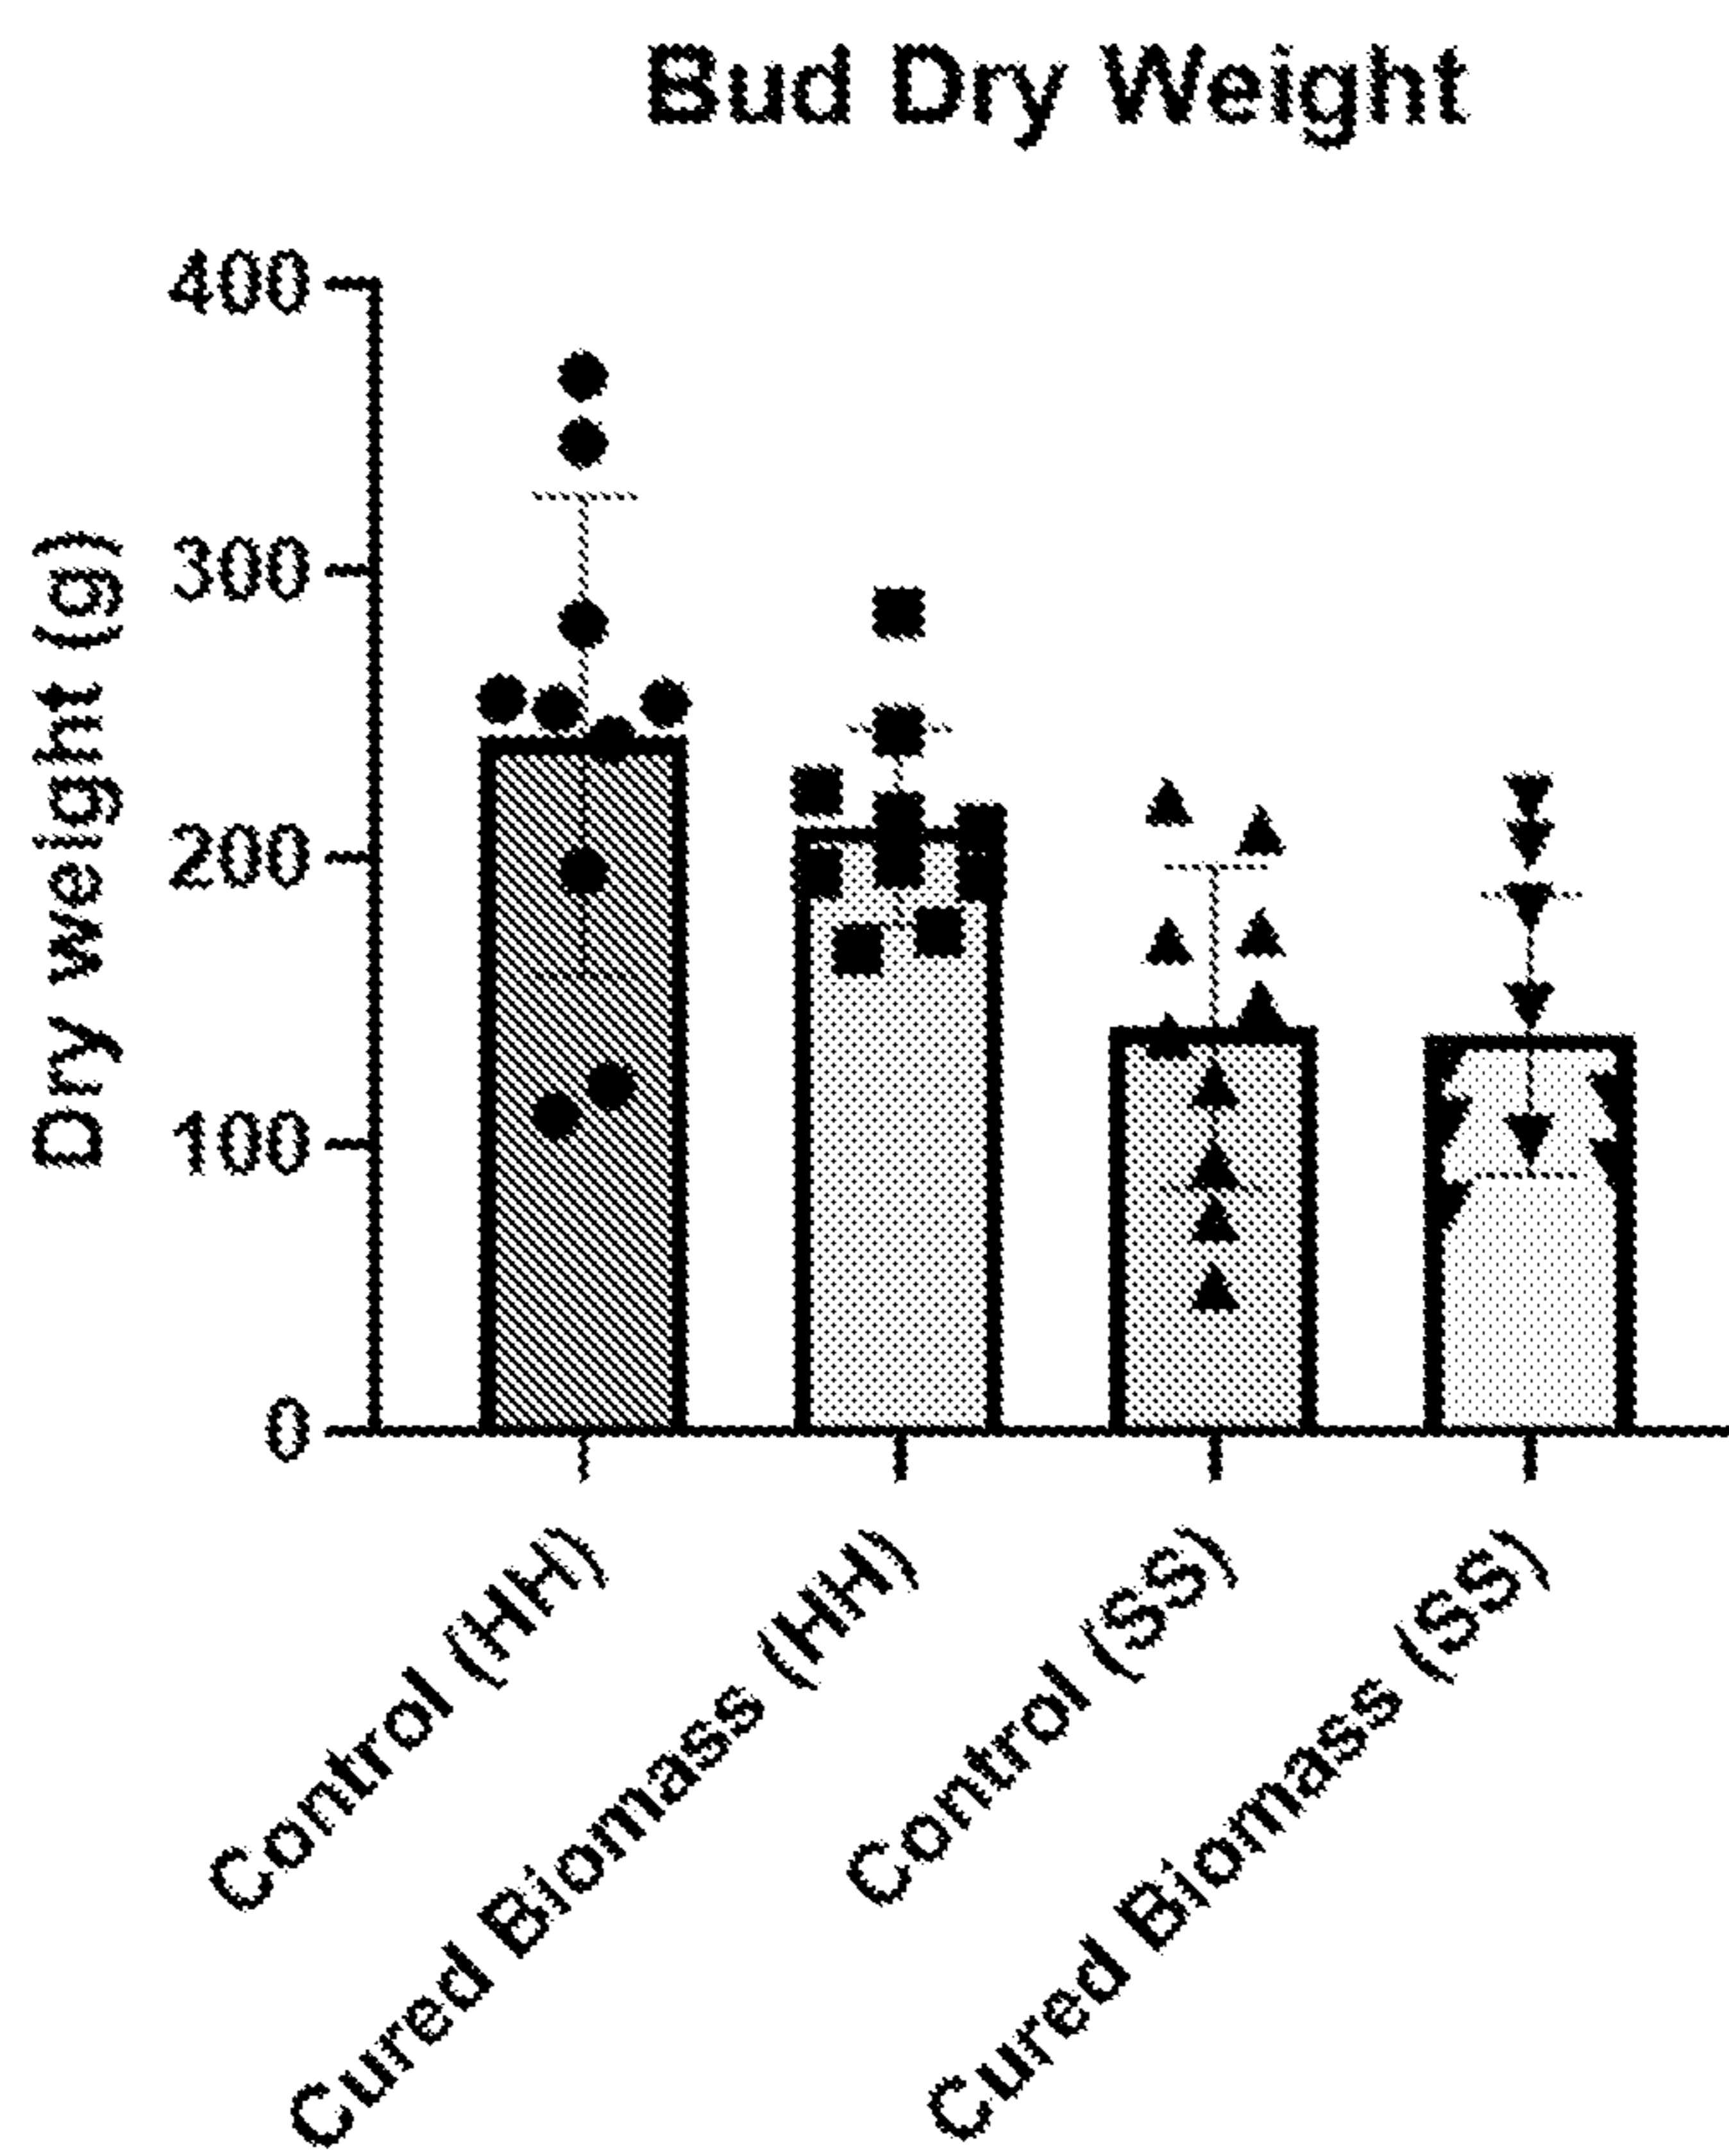 Bud Dry Weight
Dry weight (g)
400
300
200
100
0
Control (HH)
Cured Biomass (HH)
Control (SS)
Cured Biomass (SS)